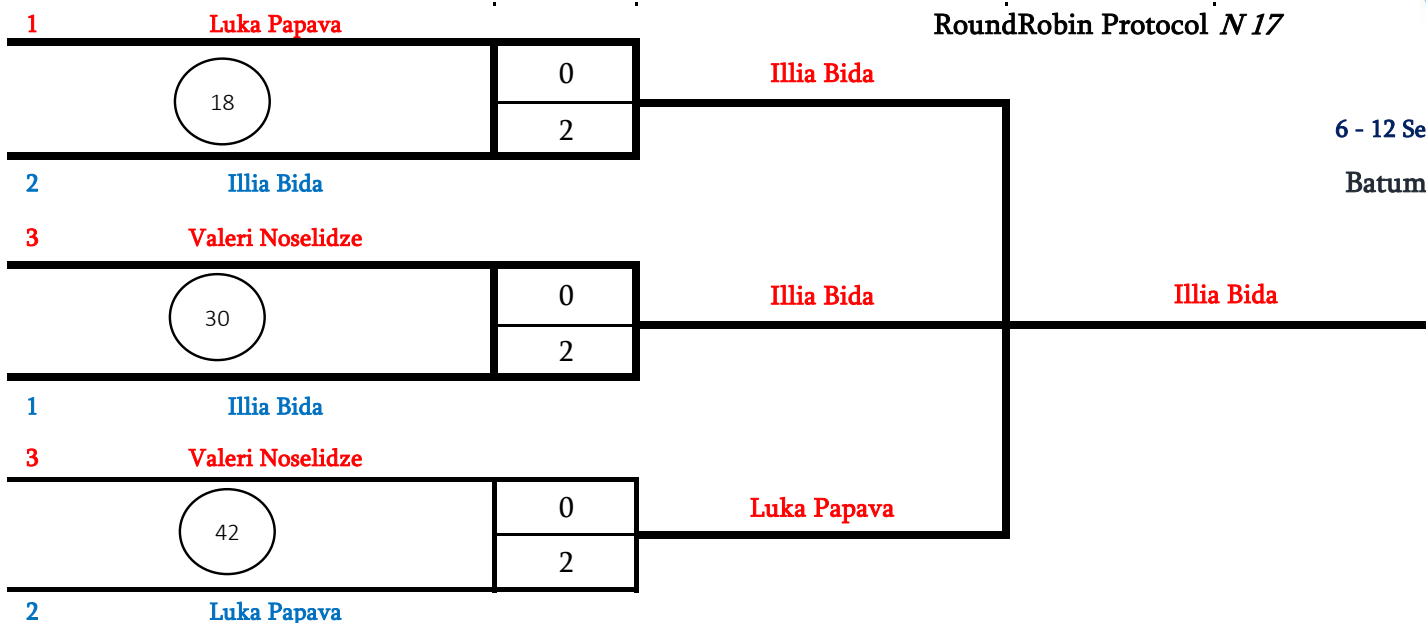 1 Luka Papava
RoundRobin Protocol N 17
18
0
2
Illia Bida
6 - 12 Se
Batum
2 Illia Bida
3 Valeri Noselidze
30
0
2
Illia Bida
Illia Bida
1 Illia Bida
3 Valeri Noselidze
42
0
2
Luka Papava
2 Luka Papava